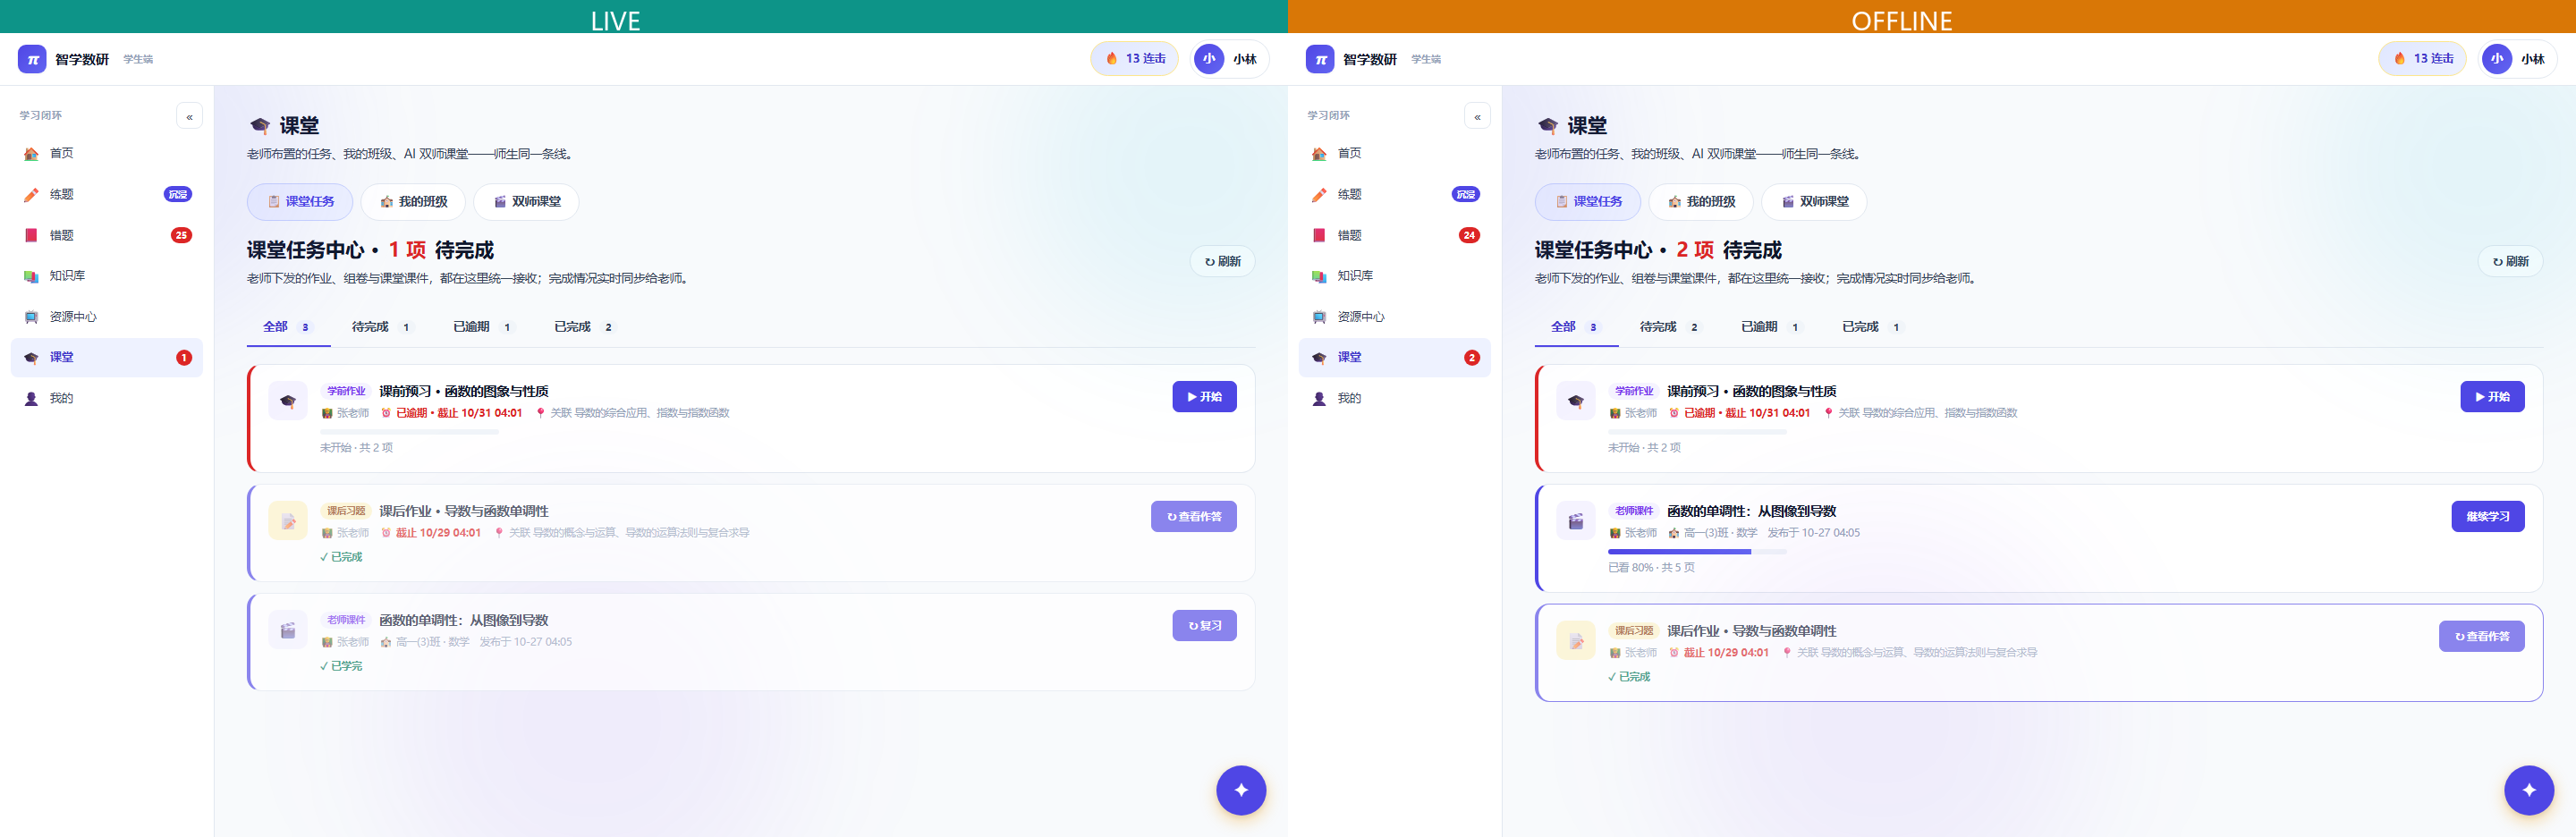 LIVE
π 智学数研 学生端
13 连击
小 小林
学习闭环 «
首页
练题 沉浸
错题 25
知识库
资源中心
课堂 1
我的
课堂
老师布置的任务、我的班级、AI 双师课堂——师生同一条线。
课堂任务 我的班级 双师课堂
课堂任务中心 • 1 项 待完成
老师下发的作业、组卷与课堂课件，都在这里统一接收；完成情况实时同步给老师。
↻ 刷新
全部 3 待完成 1 已逾期 1 已完成 2
学前作业 课前预习 • 函数的图象与性质
张老师 已逾期 • 截止 10/31 04:01 关联 导数的综合应用、指数与指数函数
未开始 · 共 2 项
▶ 开始
课后习题 课后作业 • 导数与函数单调性
张老师 截止 10/29 04:01 关联 导数的概念与运算、导数的运算法则与复合求导
✓ 已完成
↻ 查看作答
老师课件 函数的单调性：从图像到导数
张老师 高一(3)班 · 数学 发布于 10-27 04:05
✓ 已学完
↻ 复习
OFFLINE
π 智学数研 学生端
13 连击
小 小林
学习闭环 «
首页
练题 沉浸
错题 24
知识库
资源中心
课堂 2
我的
课堂
老师布置的任务、我的班级、AI 双师课堂——师生同一条线。
课堂任务 我的班级 双师课堂
课堂任务中心 • 2 项 待完成
老师下发的作业、组卷与课堂课件，都在这里统一接收；完成情况实时同步给老师。
↻ 刷新
全部 3 待完成 2 已逾期 1 已完成 1
学前作业 课前预习 • 函数的图象与性质
张老师 已逾期 • 截止 10/31 04:01 关联 导数的综合应用、指数与指数函数
未开始 · 共 2 项
▶ 开始
老师课件 函数的单调性：从图像到导数
张老师 高一(3)班 · 数学 发布于 10-27 04:05
已看 80% · 共 5 页
继续学习
课后习题 课后作业 • 导数与函数单调性
张老师 截止 10/29 04:01 关联 导数的概念与运算、导数的运算法则与复合求导
✓ 已完成
↻ 查看作答